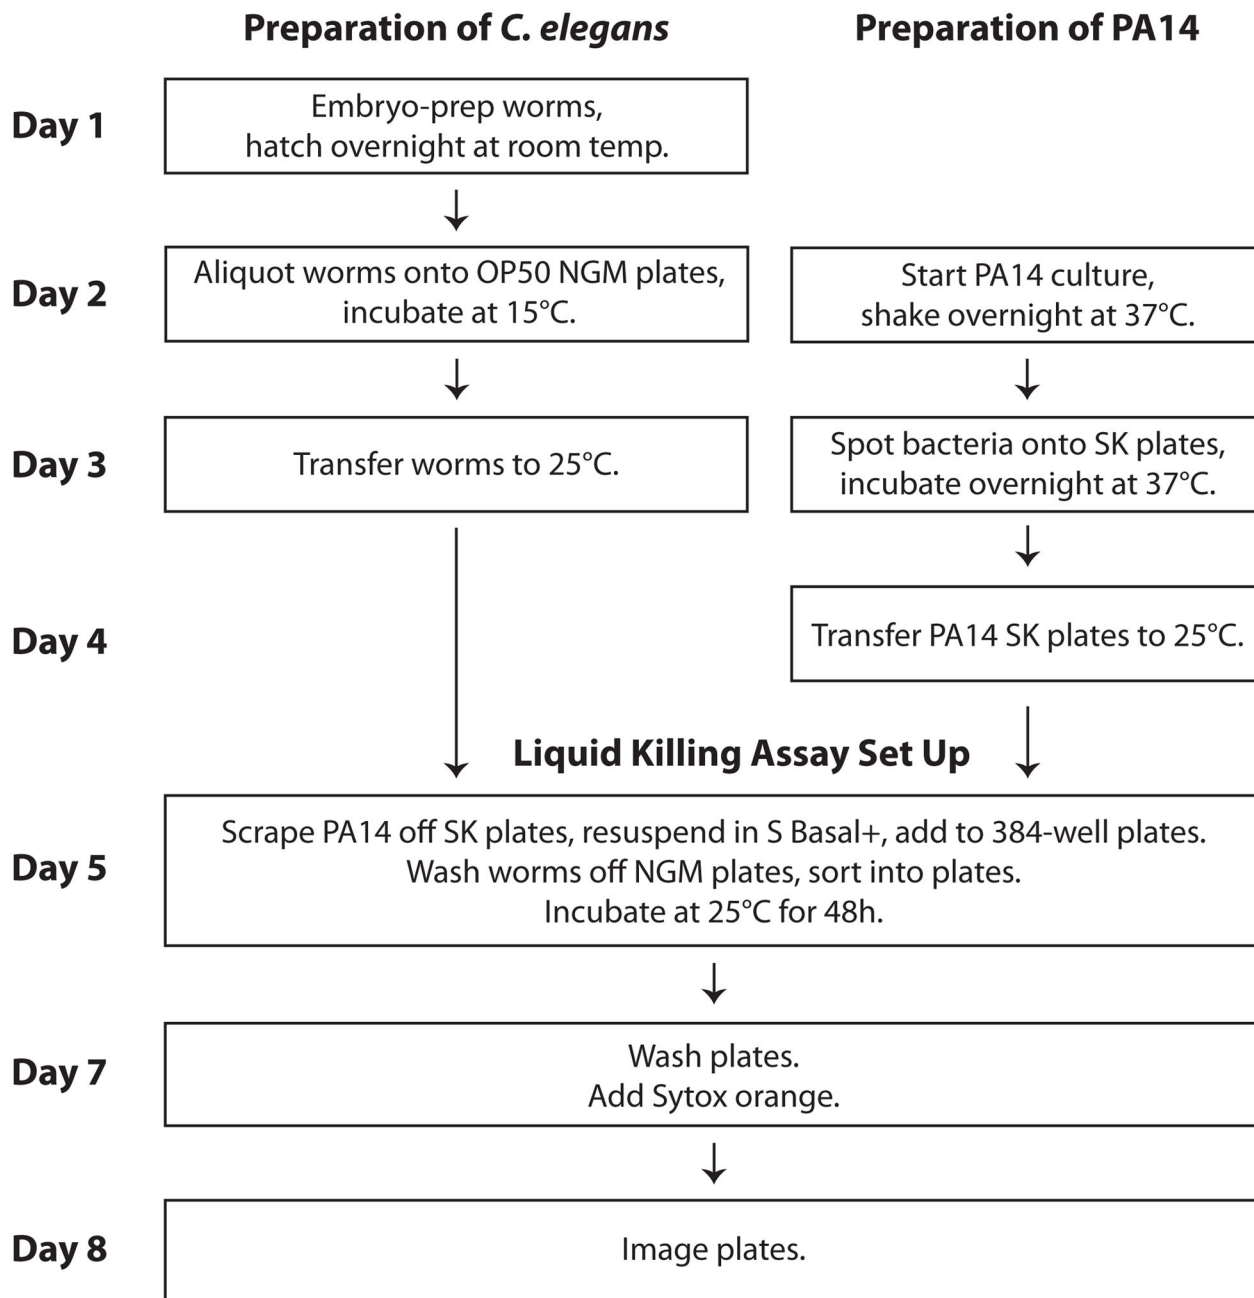 Preparation of C. elegans
Preparation of PA14
Day 1
Embryo-prep worms,
hatch overnight at room temp.
Day 2
Aliquot worms onto OP50 NGM plates,
incubate at 15°C.
Start PA14 culture,
shake overnight at 37°C.
Day 3
Transfer worms to 25°C.
Spot bacteria onto SK plates,
incubate overnight at 37°C.
Day 4
Transfer PA14 SK plates to 25°C.
Liquid Killing Assay Set Up
Day 5
Scrape PA14 off SK plates, resuspend in S Basal+, add to 384-well plates.
Wash worms off NGM plates, sort into plates.
Incubate at 25°C for 48h.
Day 7
Wash plates.
Add Sytox orange.
Day 8
Image plates.